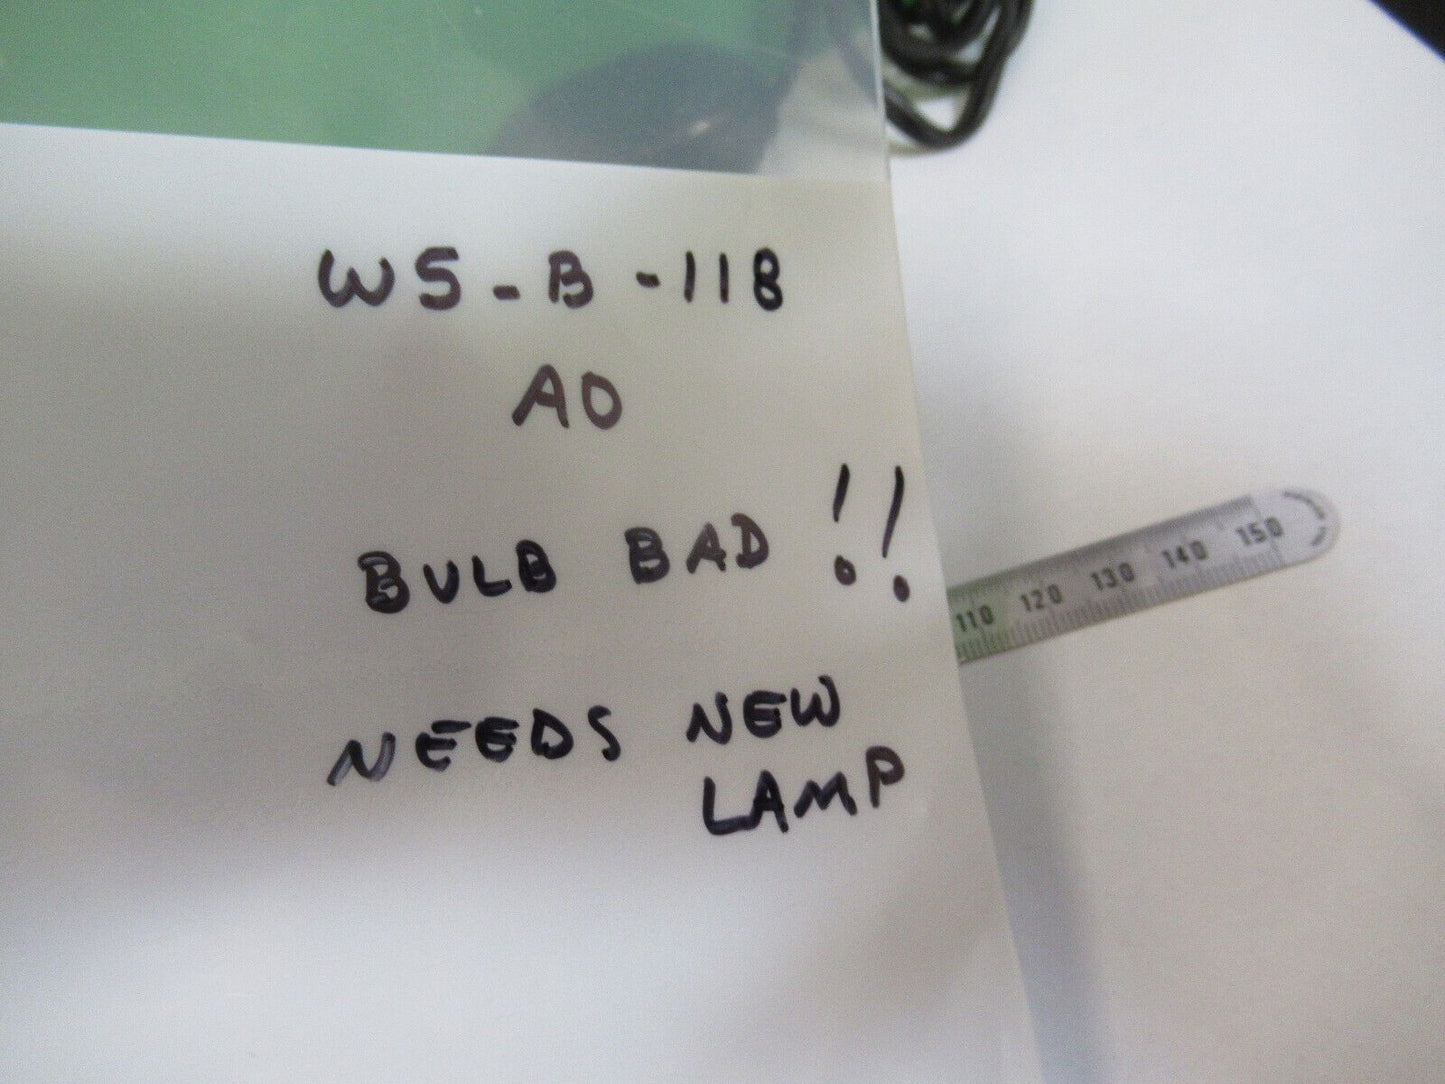 WS-B-118
AO
BULB BAD !!
NEEDS NEW
LAMP
110 120 130 140 150